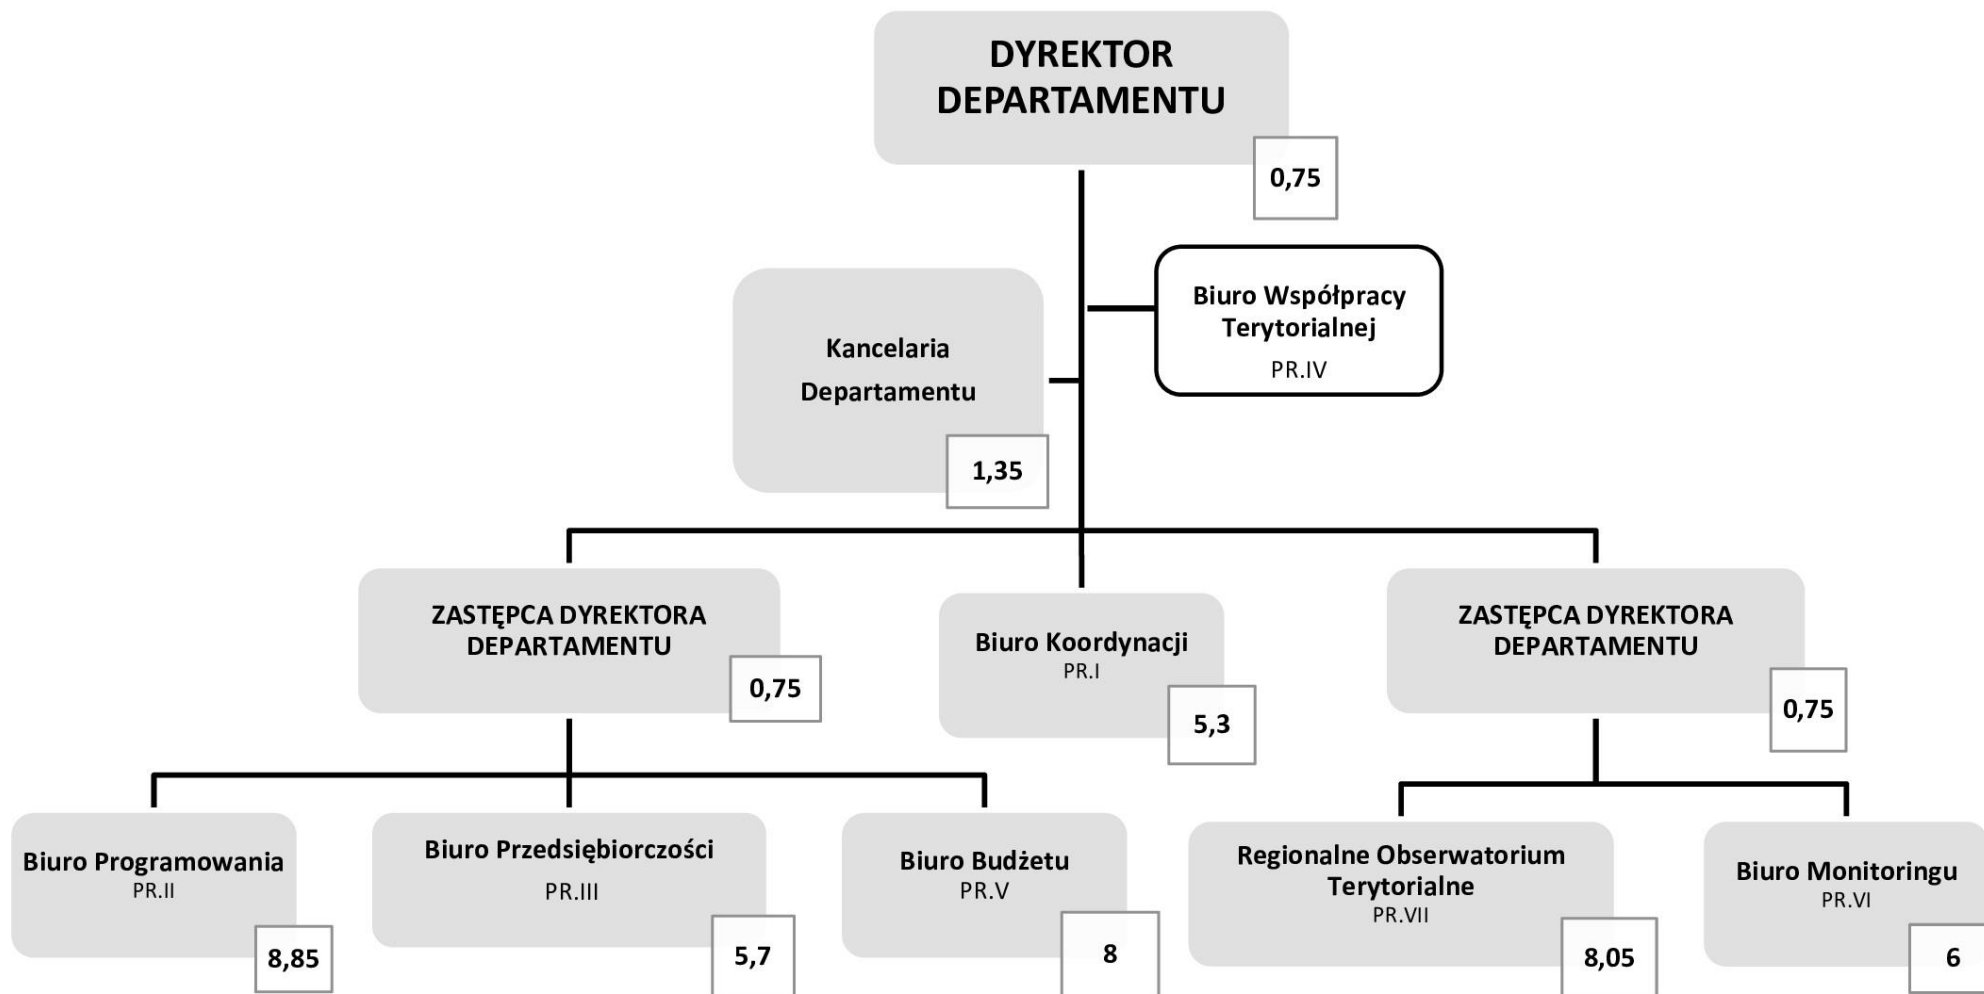 DYREKTOR
DEPARTAMENTU
0,75
Biuro Współpracy
Terytorialnej
PR.IV
Kancelaria
Departamentu
1,35
ZASTĘPCA DYREKTORA
DEPARTAMENTU
0,75
Biuro Koordynacji
PR.I
5,3
ZASTĘPCA DYREKTORA
DEPARTAMENTU
0,75
Biuro Programowania
PR.II
8,85
Biuro Przedsiębiorczości
PR.III
5,7
Biuro Budżetu
PR.V
8
Regionalne Obserwatorium
Terytorialne
PR.VII
8,05
Biuro Monitoringu
PR.VI
6